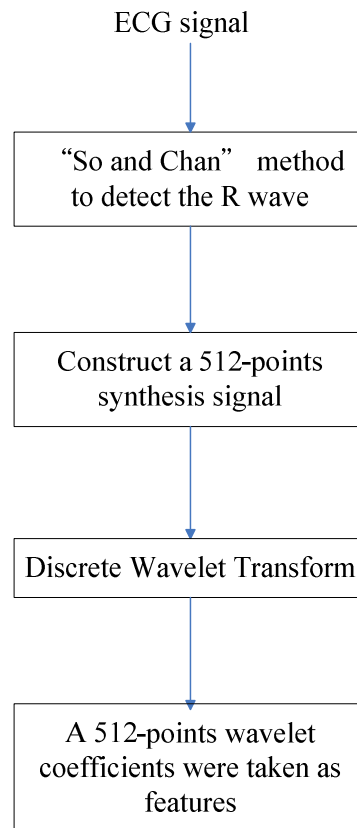 ECG signal
“So and Chan” method
to detect the R wave
Construct a 512-points
synthesis signal
Discrete Wavelet Transform
A 512-points wavelet
coefficients were taken as
features